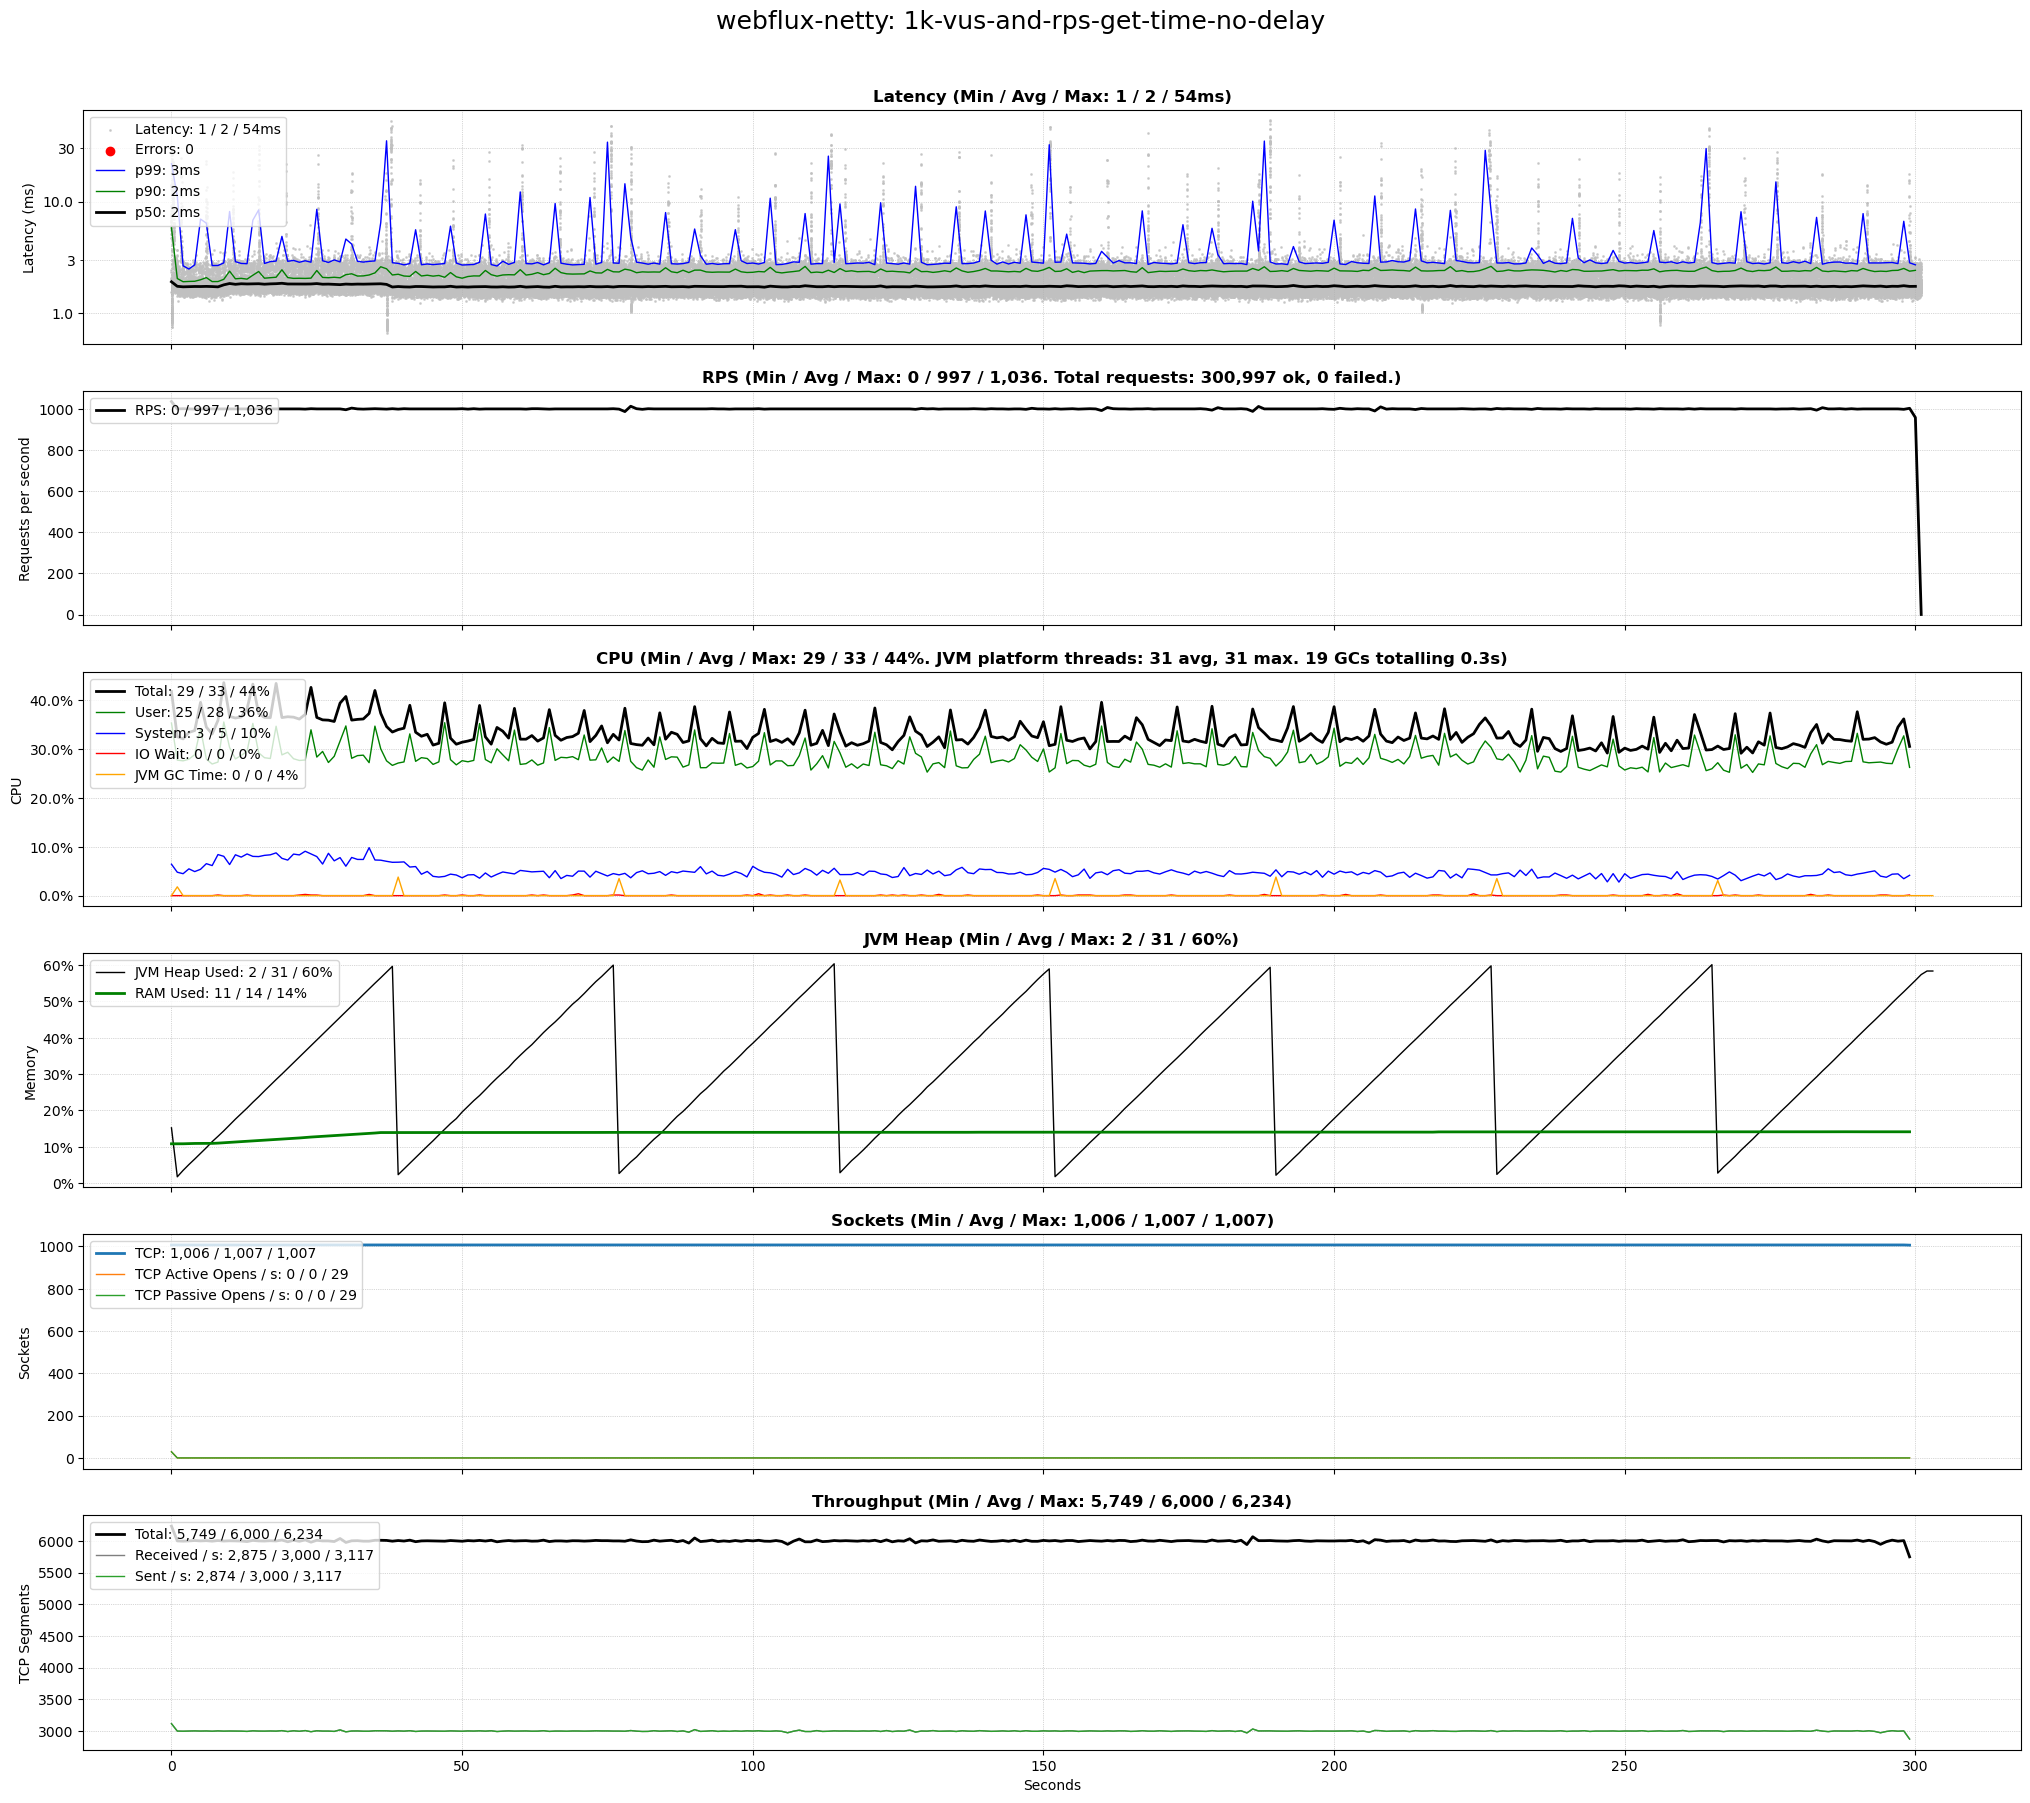 webflux-netty: 1k-vus-and-rps-get-time-no-delay
Latency (Min / Avg / Max: 1 / 2 / 54ms)
Latency (ms)
30
10.0
3
1.0
Latency: 1 / 2 / 54ms
Errors: 0
p99: 3ms
p90: 2ms
p50: 2ms
RPS (Min / Avg / Max: 0 / 997 / 1,036. Total requests: 300,997 ok, 0 failed.)
Requests per second
1000
800
600
400
200
0
RPS: 0 / 997 / 1,036
CPU (Min / Avg / Max: 29 / 33 / 44%. JVM platform threads: 31 avg, 31 max. 19 GCs totalling 0.3s)
CPU
40.0%
30.0%
20.0%
10.0%
0.0%
Total: 29 / 33 / 44%
User: 25 / 28 / 36%
System: 3 / 5 / 10%
IO Wait: 0 / 0 / 0%
JVM GC Time: 0 / 0 / 4%
JVM Heap (Min / Avg / Max: 2 / 31 / 60%)
Memory
60%
50%
40%
30%
20%
10%
0%
JVM Heap Used: 2 / 31 / 60%
RAM Used: 11 / 14 / 14%
Sockets (Min / Avg / Max: 1,006 / 1,007 / 1,007)
Sockets
1000
800
600
400
200
0
TCP: 1,006 / 1,007 / 1,007
TCP Active Opens / s: 0 / 0 / 29
TCP Passive Opens / s: 0 / 0 / 29
Throughput (Min / Avg / Max: 5,749 / 6,000 / 6,234)
TCP Segments
6000
5500
5000
4500
4000
3500
3000
Total: 5,749 / 6,000 / 6,234
Received / s: 2,875 / 3,000 / 3,117
Sent / s: 2,874 / 3,000 / 3,117
0 50 100 150 200 250 300
Seconds